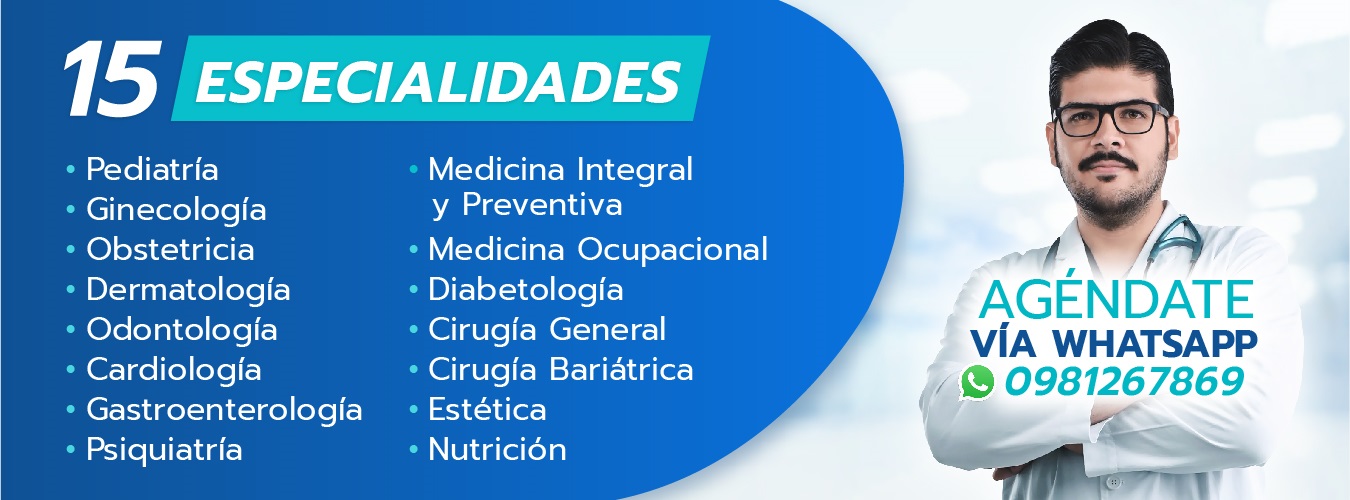 15 ESPECIALIDADES
• Pediatría
• Ginecología
• Obstetricia
• Dermatología
• Odontología
• Cardiología
• Gastroenterología
• Psiquiatría
• Medicina Integral
y Preventiva
• Medicina Ocupacional
• Diabetología
• Cirugía General
• Cirugía Bariátrica
• Estética
• Nutrición
AGÉNDATE
VÍA WHATSAPP
0981267869